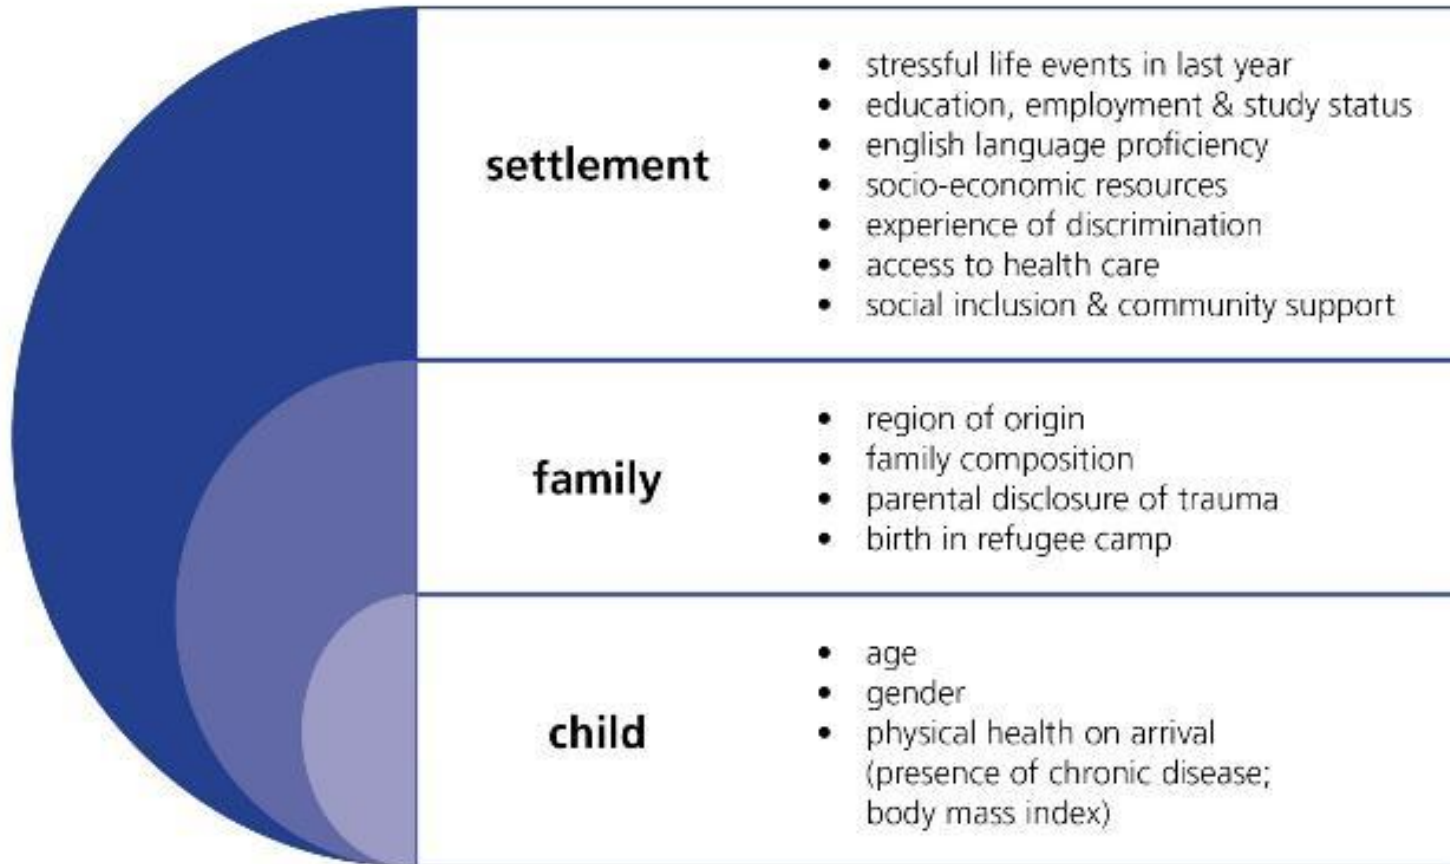 settlement
• stressful life events in last year
• education, employment & study status
• english language proficiency
• socio-economic resources
• experience of discrimination
• access to health care
• social inclusion & community support
family
• region of origin
• family composition
• parental disclosure of trauma
• birth in refugee camp
child
• age
• gender
• physical health on arrival
(presence of chronic disease;
body mass index)